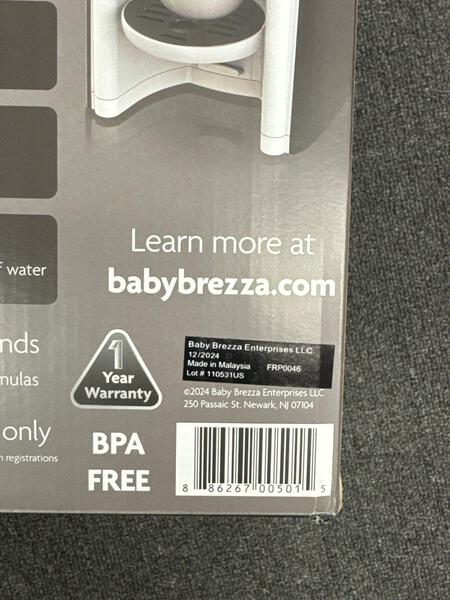 f water
Learn more at
babybrezza.com
nds
mulas
only
n registrations
1
Year
Warranty
BPA
FREE
Baby Brezza Enterprises LLC
12/2024
Made in Malaysia FRP0046
Lot # 110531US
©2024 Baby Brezza Enterprises LLC
250 Passaic St. Newark, NJ 07104
8 86267 00501 5